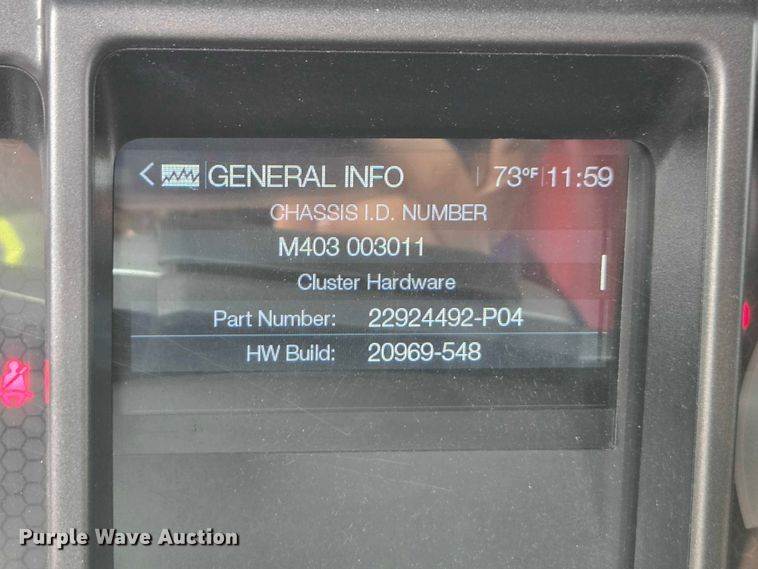 GENERAL INFO 73°F 11:59
CHASSIS I.D. NUMBER
M403 003011
Cluster Hardware
Part Number: 22924492-P04
HW Build: 20969-548
Purple Wave Auction